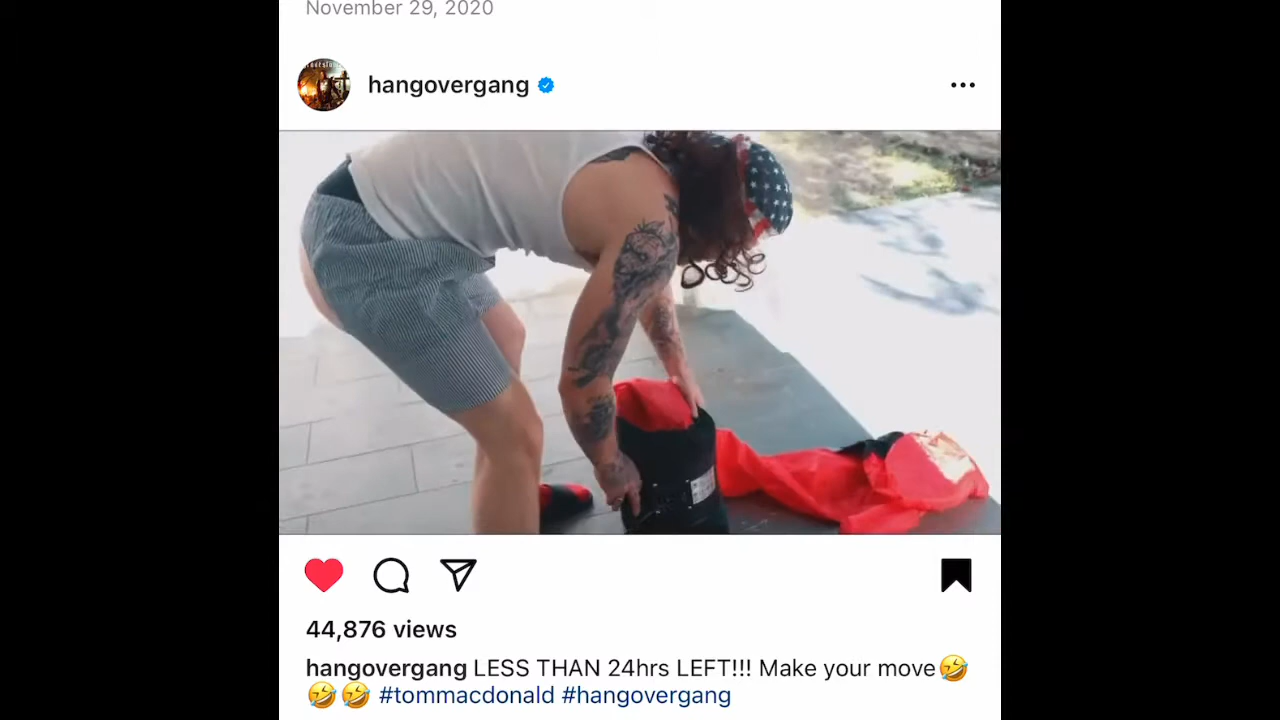 November 29, 2020
hangovergang
44,876 views
hangovergang LESS THAN 24hrs LEFT!!! Make your move🤣
🤣🤣 #tommacdonald #hangovergang